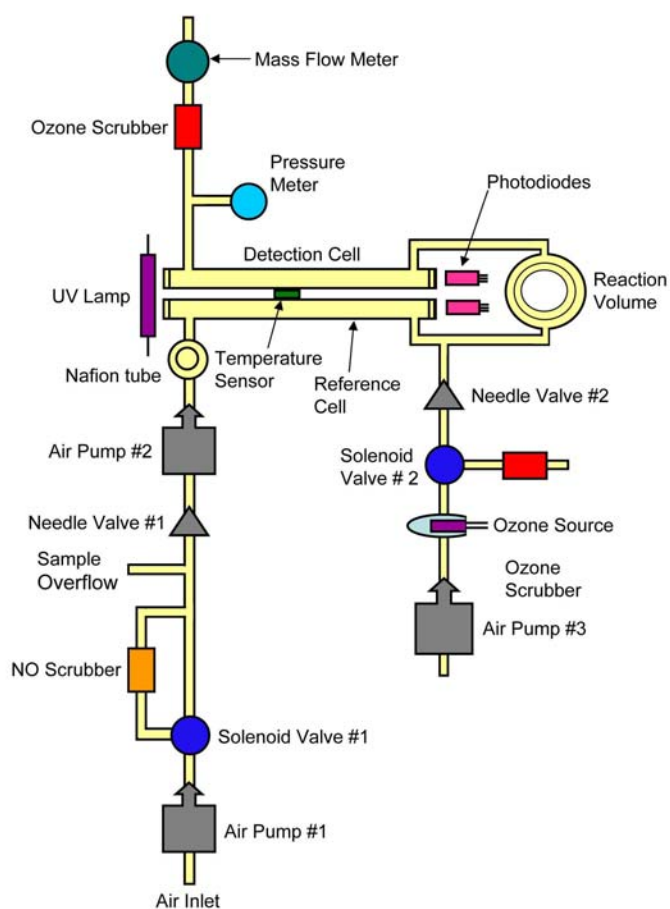 Mass Flow Meter
Ozone Scrubber
Pressure
Meter
Photodiodes
Detection Cell
UV Lamp
Reaction
Volume
Temperature
Sensor
Reference
Cell
Nafion tube
Needle Valve #2
Air Pump #2
Solenoid
Valve # 2
Needle Valve #1
Ozone Source
Sample
Overflow
Ozone
Scrubber
Air Pump #3
NO Scrubber
Solenoid Valve #1
Air Pump #1
Air Inlet